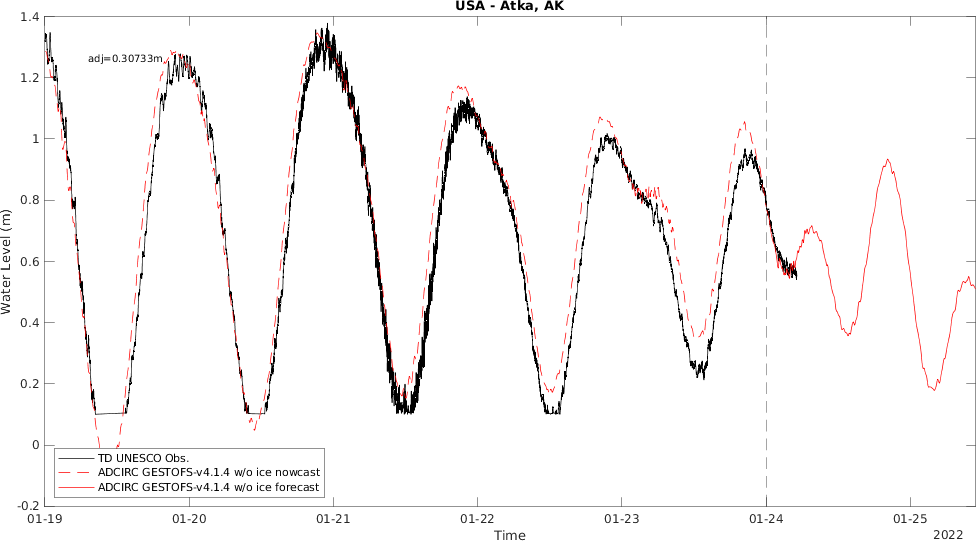 USA - Atka, AK
adj=0.30733m
Water Level (m)
1.4
1.2
1
0.8
0.6
0.4
0.2
0
-0.2
TD UNESCO Obs.
ADCIRC GESTOFS-v4.1.4 w/o ice nowcast
ADCIRC GESTOFS-v4.1.4 w/o ice forecast
01-19 01-20 01-21 01-22 01-23 01-24 01-25
Time
2022